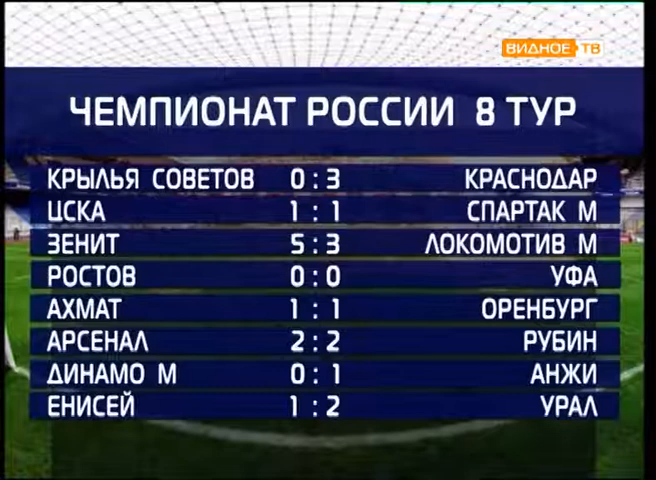 ВИДНОЕ ТВ
ЧЕМПИОНАТ РОССИИ 8 ТУР
КРЫЛЬЯ СОВЕТОВ 0 : 3 КРАСНОДАР
ЦСКА 1 : 1 СПАРТАК М
ЗЕНИТ 5 : 3 ЛОКОМОТИВ М
РОСТОВ 0 : 0 УФА
АХМАТ 1 : 1 ОРЕНБУРГ
АРСЕНАЛ 2 : 2 РУБИН
ДИНАМО М 0 : 1 АНЖИ
ЕНИСЕЙ 1 : 2 УРАЛ